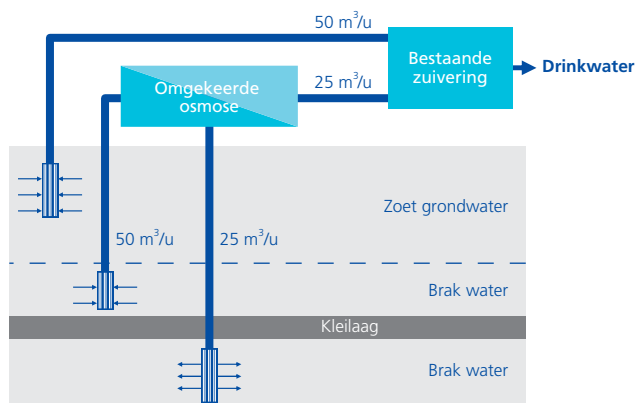 50 m³/u
Bestaande
zuivering
Drinkwater
25 m³/u
Omgekeerde
osmose
Zoet grondwater
50 m³/u
25 m³/u
Brak water
Kleilaag
Brak water